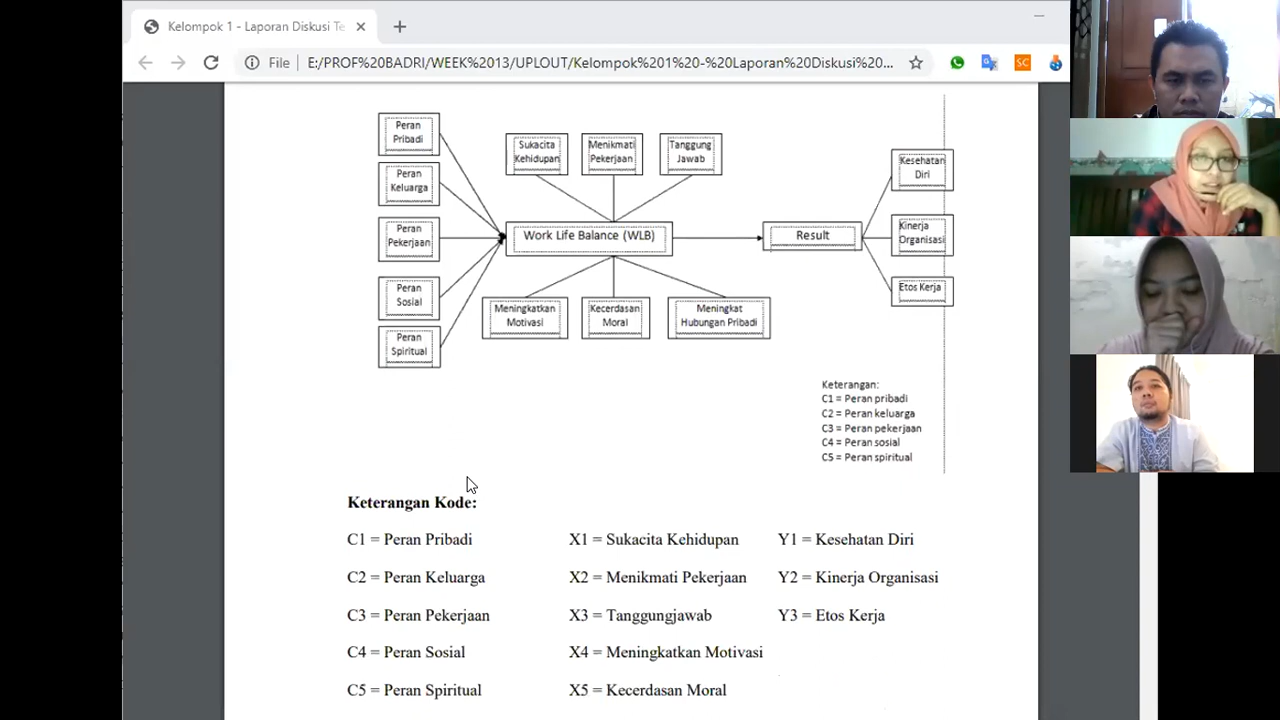 Kelompok 1 - Laporan Diskusi Te
File
E:/PROF%20BADRI/WEEK%2013/UPLOUT/Kelompok%201%20-%20Laporan%20Diskusi%20...
SC
Peran
Pribadi
Peran
Keluarga
Peran
Pekerjaan
Peran
Sosial
Peran
Spiritual
Sukacita
Kehidupan
Menikmati
Pekerjaan
Tanggung
Jawab
Work Life Balance (WLB)
Result
Meningkatkan
Motivasi
Kecerdasan
Moral
Meningkat
Hubungan Pribadi
Kesehatan
Diri
Kinerja
Organisasi
Etos Kerja
Keterangan:
C1 = Peran pribadi
C2 = Peran keluarga
C3 = Peran pekerjaan
C4 = Peran sosial
C5 = Peran spiritual
Keterangan Kode:
C1 = Peran Pribadi
X1 = Sukacita Kehidupan
Y1 = Kesehatan Diri
C2 = Peran Keluarga
X2 = Menikmati Pekerjaan
Y2 = Kinerja Organisasi
C3 = Peran Pekerjaan
X3 = Tanggungjawab
Y3 = Etos Kerja
C4 = Peran Sosial
X4 = Meningkatkan Motivasi
C5 = Peran Spiritual
X5 = Kecerdasan Moral